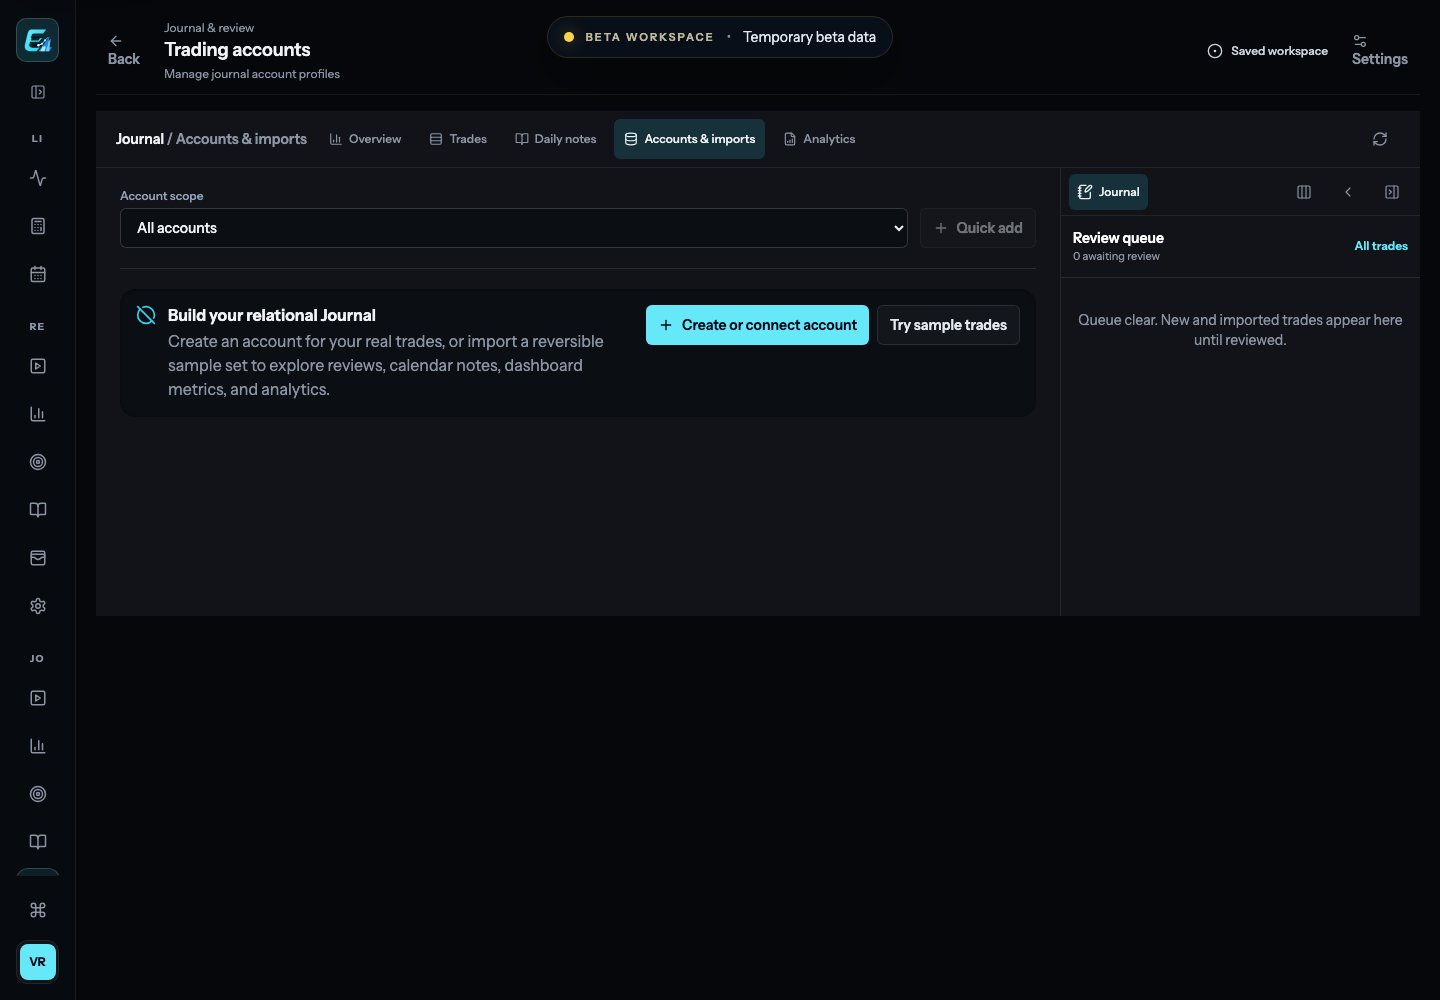 Back
Journal & review
Trading accounts
Manage journal account profiles
BETA WORKSPACE • Temporary beta data
Saved workspace
Settings
LI
RE
JO
VR
Journal / Accounts & imports
Overview
Trades
Daily notes
Accounts & imports
Analytics
Account scope
All accounts
Quick add
Build your relational Journal
Create an account for your real trades, or import a reversible
sample set to explore reviews, calendar notes, dashboard
metrics, and analytics.
Create or connect account
Try sample trades
Journal
Review queue
0 awaiting review
All trades
Queue clear. New and imported trades appear here
until reviewed.